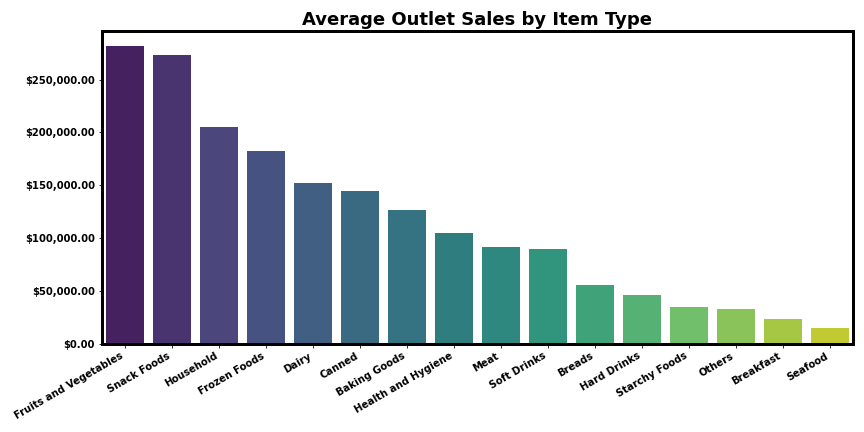 Average Outlet Sales by Item Type
$250,000.00
$200,000.00
$150,000.00
$100,000.00
$50,000.00
$0.00
Fruits and Vegetables
Snack Foods
Household
Frozen Foods
Dairy
Canned
Baking Goods
Health and Hygiene
Meat
Soft Drinks
Breads
Hard Drinks
Starchy Foods
Others
Breakfast
Seafood